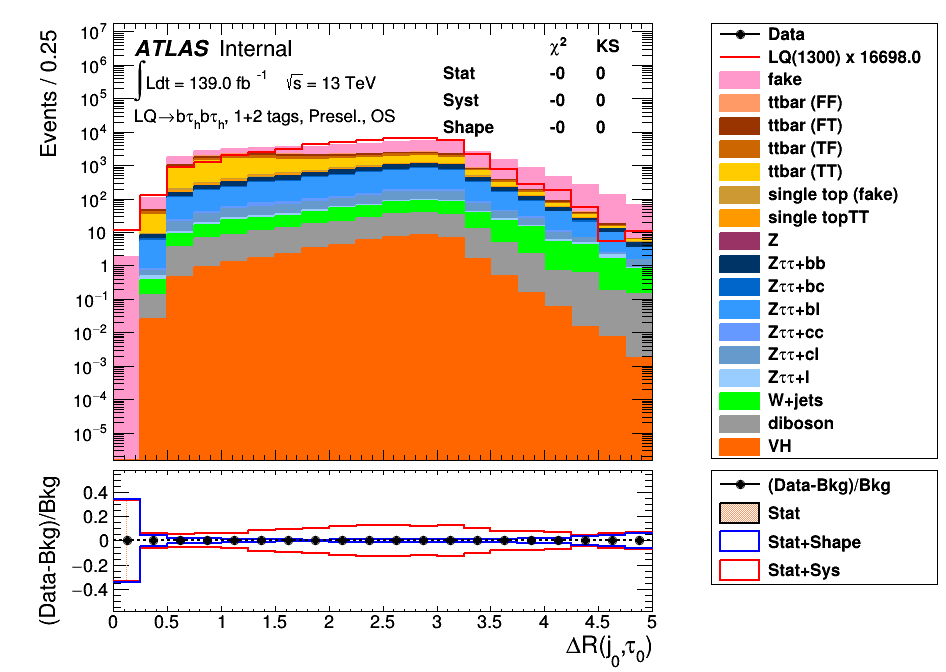 ATLAS Internal
∫Ldt = 139.0 fb⁻¹ √s = 13 TeV
LQ→bτₕbτₕ, 1+2 tags, Presel., OS
χ² KS
Stat -0 0
Syst -0 0
Shape -0 0
Events / 0.25
10⁷
10⁶
10⁵
10⁴
10³
10²
10
1
10⁻¹
10⁻²
10⁻³
10⁻⁴
10⁻⁵
Data
LQ(1300) x 16698.0
fake
ttbar (FF)
ttbar (FT)
ttbar (TF)
ttbar (TT)
single top (fake)
single topTT
Z
Zττ+bb
Zττ+bc
Zττ+bl
Zττ+cc
Zττ+cl
Zττ+l
W+jets
diboson
VH
(Data-Bkg)/Bkg
0.4
0.2
0
−0.2
−0.4
0 0.5 1 1.5 2 2.5 3 3.5 4 4.5 5
ΔR(j₀,τ₀)
(Data-Bkg)/Bkg
Stat
Stat+Shape
Stat+Sys